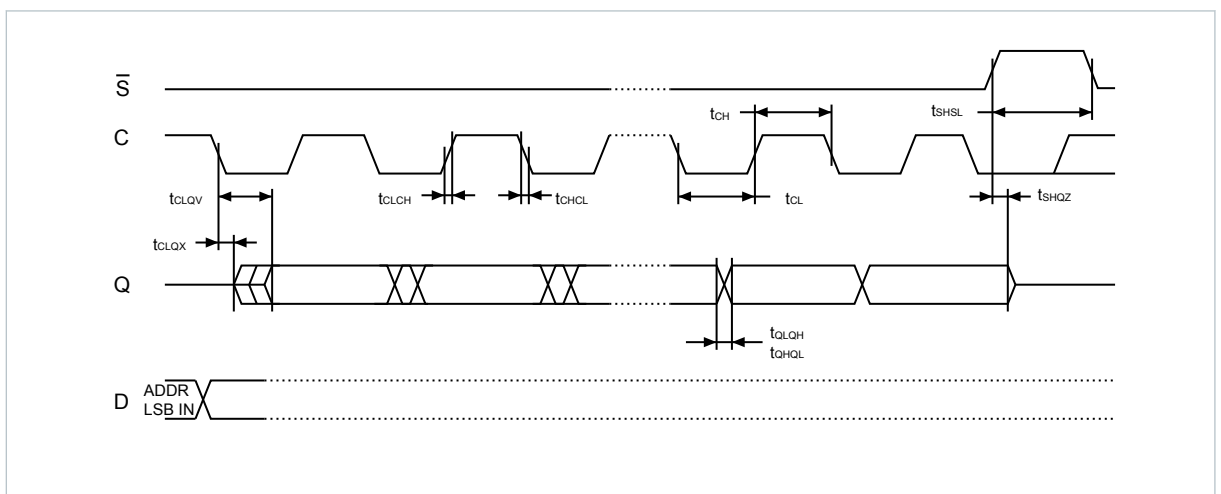 S̅
tCH
tSHSL
C
tCLQV
tCLCH
tCHCL
tCL
tSHQZ
tCLQX
Q
tQLQH
tQHQL
D
ADDR
LSB IN